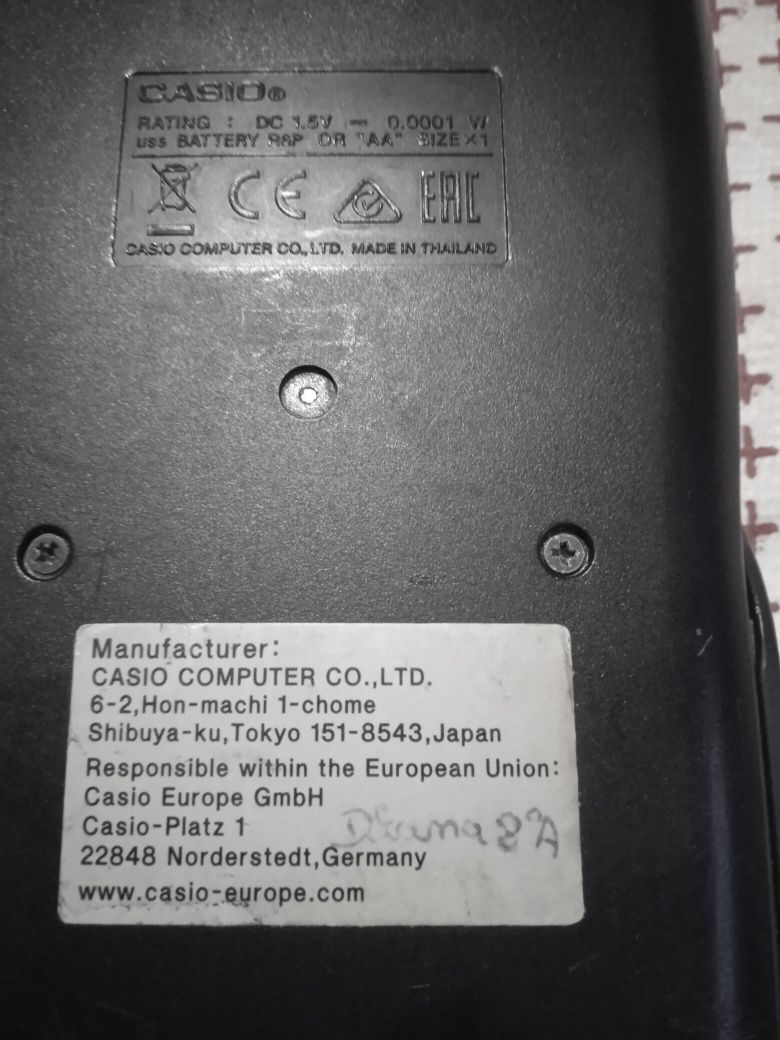 CASIO®
RATING : DC 1.5V ⎓ 0.0001 W
USE BATTERY R6P OR "AA" SIZE×1
CE EAC
CASIO COMPUTER CO.,LTD. MADE IN THAILAND
Manufacturer:
CASIO COMPUTER CO.,LTD.
6-2,Hon-machi 1-chome
Shibuya-ku,Tokyo 151-8543,Japan
Responsible within the European Union:
Casio Europe GmbH
Casio-Platz 1
8ºA
22848 Norderstedt,Germany
www.casio-europe.com